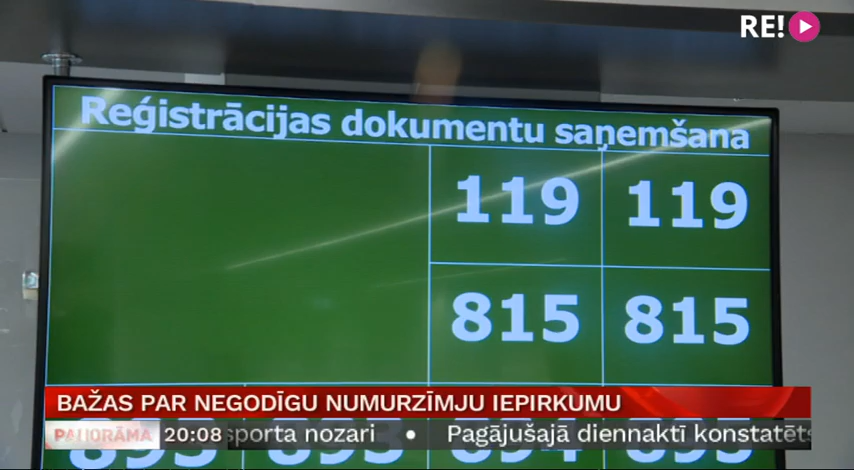 RE!
Reģistrācijas dokumentu saņemšana
119 119
815 815
BAŽAS PAR NEGODĪGU NUMURZĪMJU IEPIRKUMU
PANORĀMA 20:08 sporta nozari • Pagājušajā diennaktī konstatēts